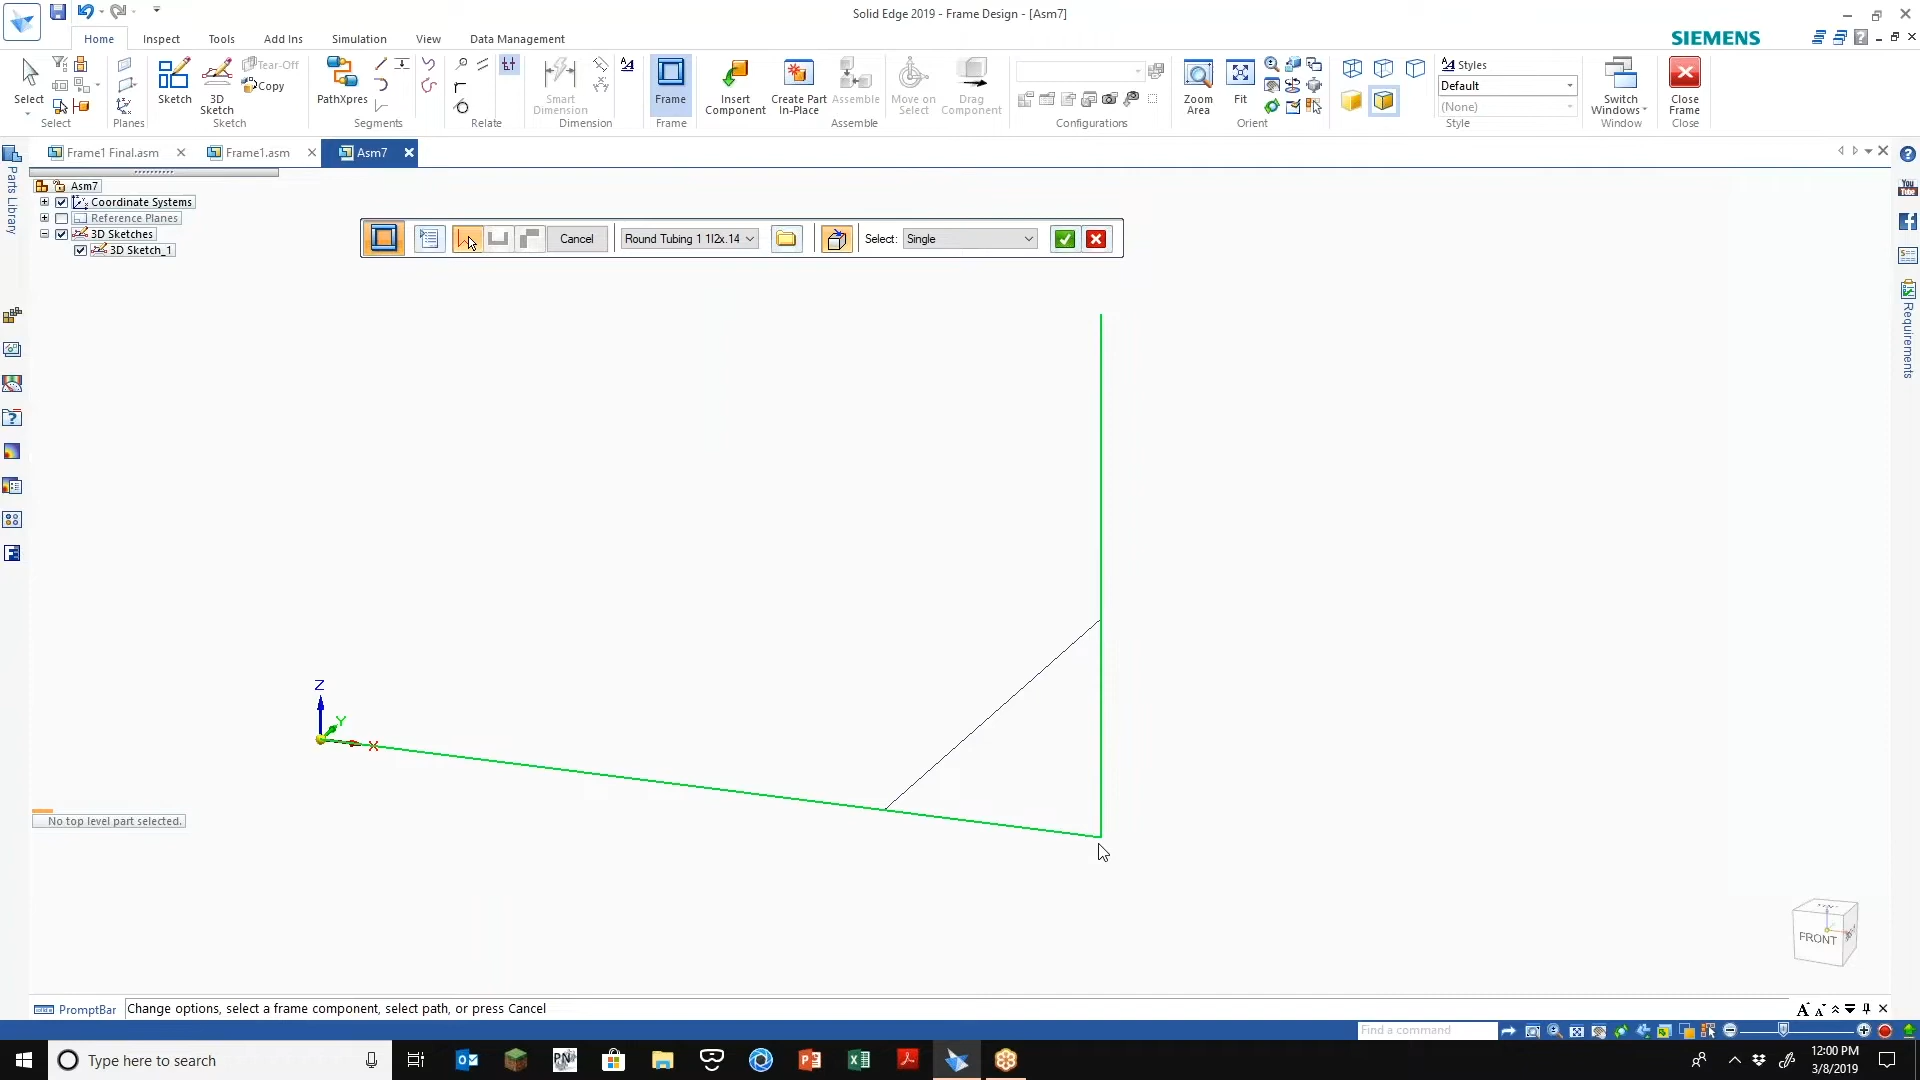 Solid Edge 2019 - Frame Design - [Asm7]
Home
Inspect
Tools
Add Ins
Simulation
View
Data Management
SIEMENS
Select
Select
Planes
Sketch
3D Sketch
Tear-Off
Copy
Sketch
PathXpres
Segments
Relate
Smart Dimension
Dimension
Frame
Frame
Insert Component
Create Part In-Place
Assemble
Move on Select
Drag Component
Assemble
Configurations
Zoom Area
Fit
Orient
Styles
Default
(None)
Style
Switch Windows
Window
Close Frame
Close
Frame1 Final.asm
Frame1.asm
Asm7
Parts Library
Asm7
Coordinate Systems
Reference Planes
3D Sketches
3D Sketch_1
Cancel
Round Tubing 1 1l2x.14
Select:
Single
You Tube
Requirements
Z
Y
X
No top level part selected.
FRONT
PromptBar
Change options, select a frame component, select path, or press Cancel
Find a command
Type here to search
PN
12:00 PM
3/8/2019